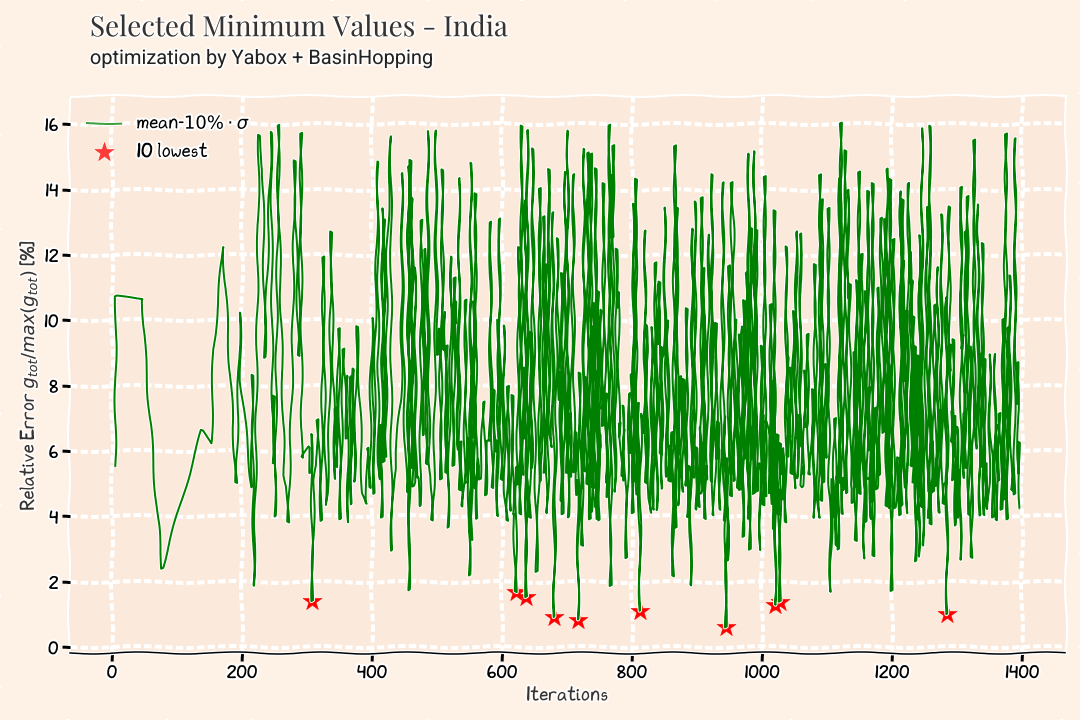 Selected Minimum Values - India
optimization by Yabox + BasinHopping
mean-10% · σ
10 lowest
Relative Error g_tot/max(g_tot) [%]
16
14
12
10
8
6
4
2
0
0 200 400 600 800 1000 1200 1400
Iterations